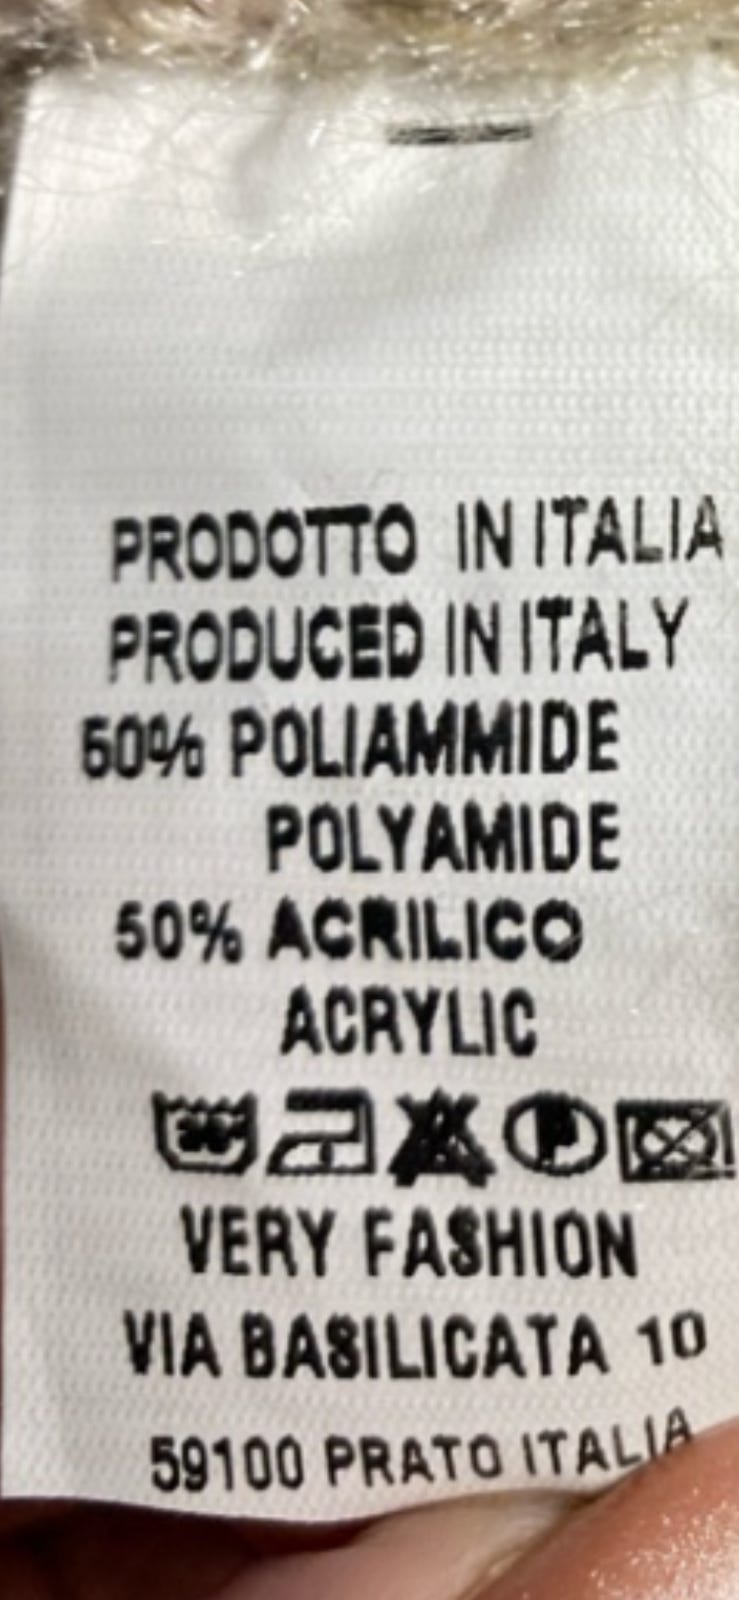 PRODOTTO IN ITALIA
PRODUCED IN ITALY
50% POLIAMMIDE
POLYAMIDE
50% ACRILICO
ACRYLIC
P
VERY FASHION
VIA BASILICATA 10
59100 PRATO ITALIA